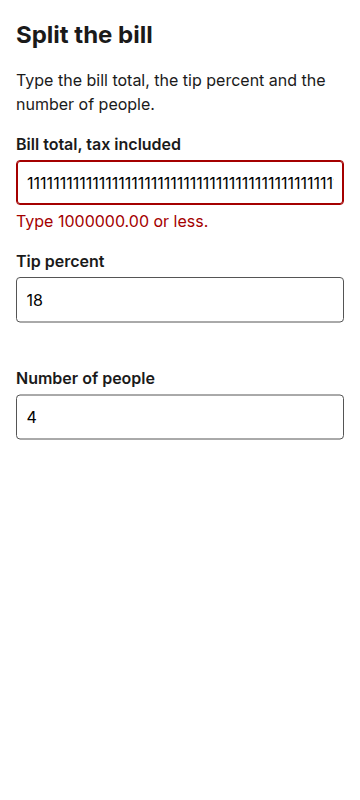 Split the bill
Type the bill total, the tip percent and the
number of people.
Bill total, tax included
Type 1000000.00 or less.
Tip percent
18
Number of people
4